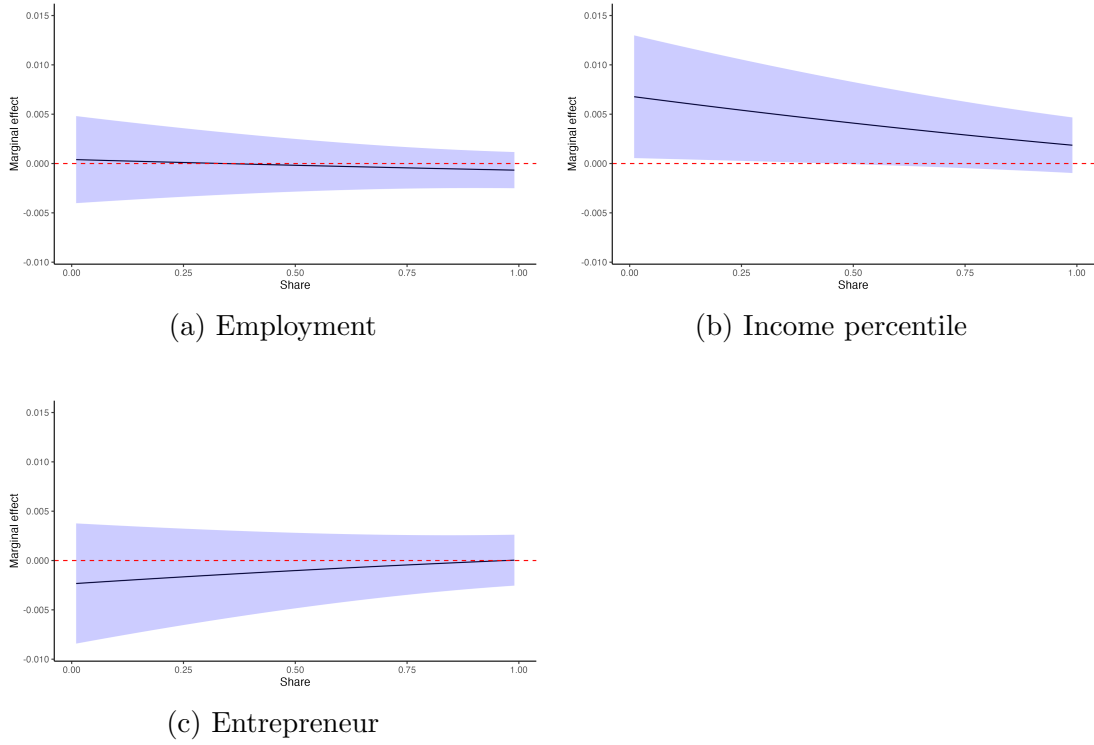 0.015
0.010
0.005
0.000
-0.005
-0.010
Marginal effect
0.00 0.25 0.50 0.75 1.00
Share
(a) Employment
0.015
0.010
0.005
0.000
-0.005
-0.010
Marginal effect
0.00 0.25 0.50 0.75 1.00
Share
(b) Income percentile
0.015
0.010
0.005
0.000
-0.005
-0.010
Marginal effect
0.00 0.25 0.50 0.75 1.00
Share
(c) Entrepreneur